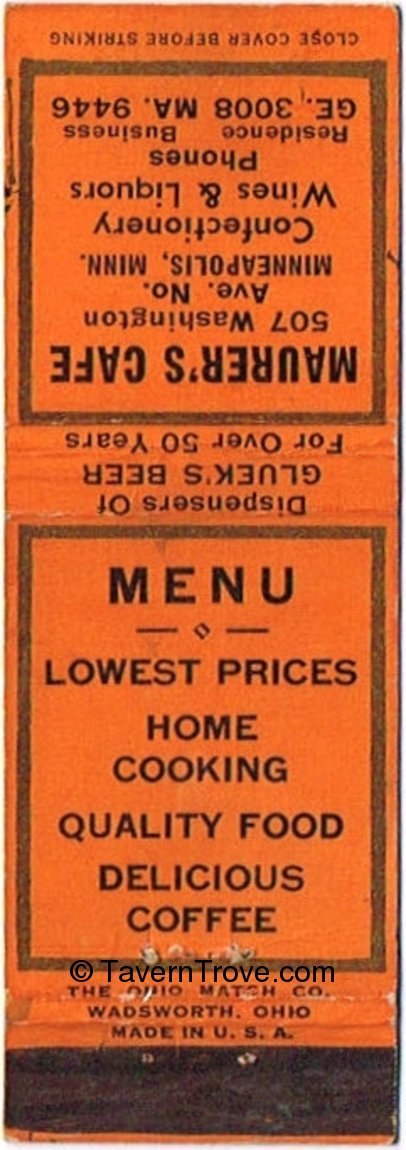 CLOSE COVER BEFORE STRIKING
MAURER'S CAFE
507 Washington
Ave. No.
MINNEAPOLIS, MINN.
Confectionery
Wines & Liquors
Phones
Residence Business
GE. 3008 MA. 9446
Dispensers Of
GLUEK'S BEER
For Over 50 Years
MENU
LOWEST PRICES
HOME
COOKING
QUALITY FOOD
DELICIOUS
COFFEE
© TavernTrove.com
THE OHIO MATCH CO.
WADSWORTH, OHIO
MADE IN U. S. A.